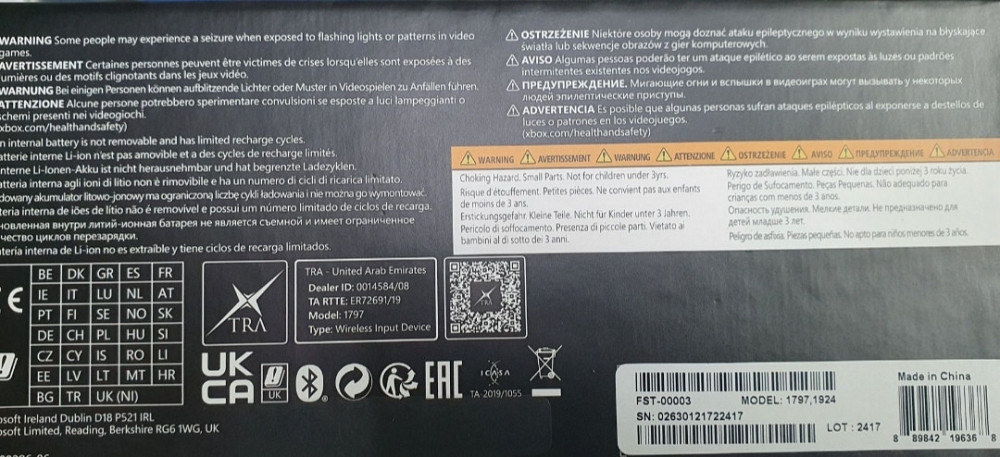 WARNING Some people may experience a seizure when exposed to flashing lights or patterns in video
games.
AVERTISSEMENT Certaines personnes peuvent être victimes de crises lorsqu'elles sont exposées à des
lumières ou des motifs clignotants dans les jeux vidéo.
WARNUNG Bei einigen Personen können aufblitzende Lichter oder Muster in Videospielen zu Anfällen führen.
ATTENZIONE Alcune persone potrebbero sperimentare convulsioni se esposte a luci lampeggianti o
schemi presenti nei videogiochi.
xbox.com/healthandsafety)
OSTRZEŻENIE Niektóre osoby mogą doznać ataku epileptycznego w wyniku wystawienia na błyskające
światła lub sekwencje obrazów z gier komputerowych.
AVISO Algumas pessoas poderão ter um ataque epilético ao serem expostas às luzes ou padrões
intermitentes existentes nos videojogos.
ПРЕДУПРЕЖДЕНИЕ. Мигающие огни и вспышки в видеоиграх могут вызывать у некоторых
людей эпилептические приступы.
ADVERTENCIA Es posible que algunas personas sufran ataques epilépticos al exponerse a destellos de
luces o patrones en los videojuegos.
(xbox.com/healthandsafety)
n internal battery is not removable and has limited recharge cycles.
atterie interne Li-ion n'est pas amovible et a des cycles de recharge limités.
nterne Li-Ionen-Akku ist nicht herausnehmbar und hat begrenzte Ladezyklen.
atteria interna agli ioni di litio non è rimovibile e ha un numero di cicli di ricarica limitato.
dowany akumulator litowo-jonowy ma ograniczoną liczbę cykli ładowania i nie można go wymontować.
teria interna de iões de lítio não é removível e possui um número limitado de ciclos de recarga.
новленная внутри литий-ионная батарея не является съемной и имеет ограниченное
чество циклов перезарядки.
ateria interna de Li-ion no es extraíble y tiene ciclos de recarga limitados.
WARNING AVERTISSEMENT WARNUNG ATTENZIONE OSTRZEŻENIE AVISO ПРЕДУПРЕЖДЕНИЕ ADVERTENCIA
Choking Hazard. Small Parts. Not for children under 3yrs.
Risque d'étouffement. Petites pièces. Ne convient pas aux enfants
de moins de 3 ans.
Erstickungsgefahr. Kleine Teile. Nicht für Kinder unter 3 Jahren.
Pericolo di soffocamento. Presenza di piccole parti. Vietato ai
bambini al di sotto dei 3 anni.
Ryzyko zadławienia. Małe części. Nie dla dzieci poniżej 3 roku życia.
Perigo de Sufocamento. Peças Pequenas. Não adequado para
crianças com menos de 3 anos.
Опасность удушения. Мелкие детали. Не предназначено для
детей младше 3 лет.
Peligro de asfixia. Piezas pequeñas. No apto para niños menores de 3 años.
CE
BE DK GR ES FR
IE IT LU NL AT
PT FI SE NO SK
DE CH PL HU SI
CZ CY IS RO LI
EE LV LT MT HR
BG TR UK (NI)
TRA
TRA - United Arab Emirates
Dealer ID: 0014584/08
TA RTTE: ER72691/19
Model: 1797
Type: Wireless Input Device
TRA
UK
CA
UK
EAC
ICASA
TA-2019/1055
osoft Ireland Dublin D18 P521 IRL
osoft Limited, Reading, Berkshire RG6 1WG, UK
FST-00003 MODEL: 1797,1924
SN: 02630121722417
LOT : 2417
Made in China
8 89842 19636 8